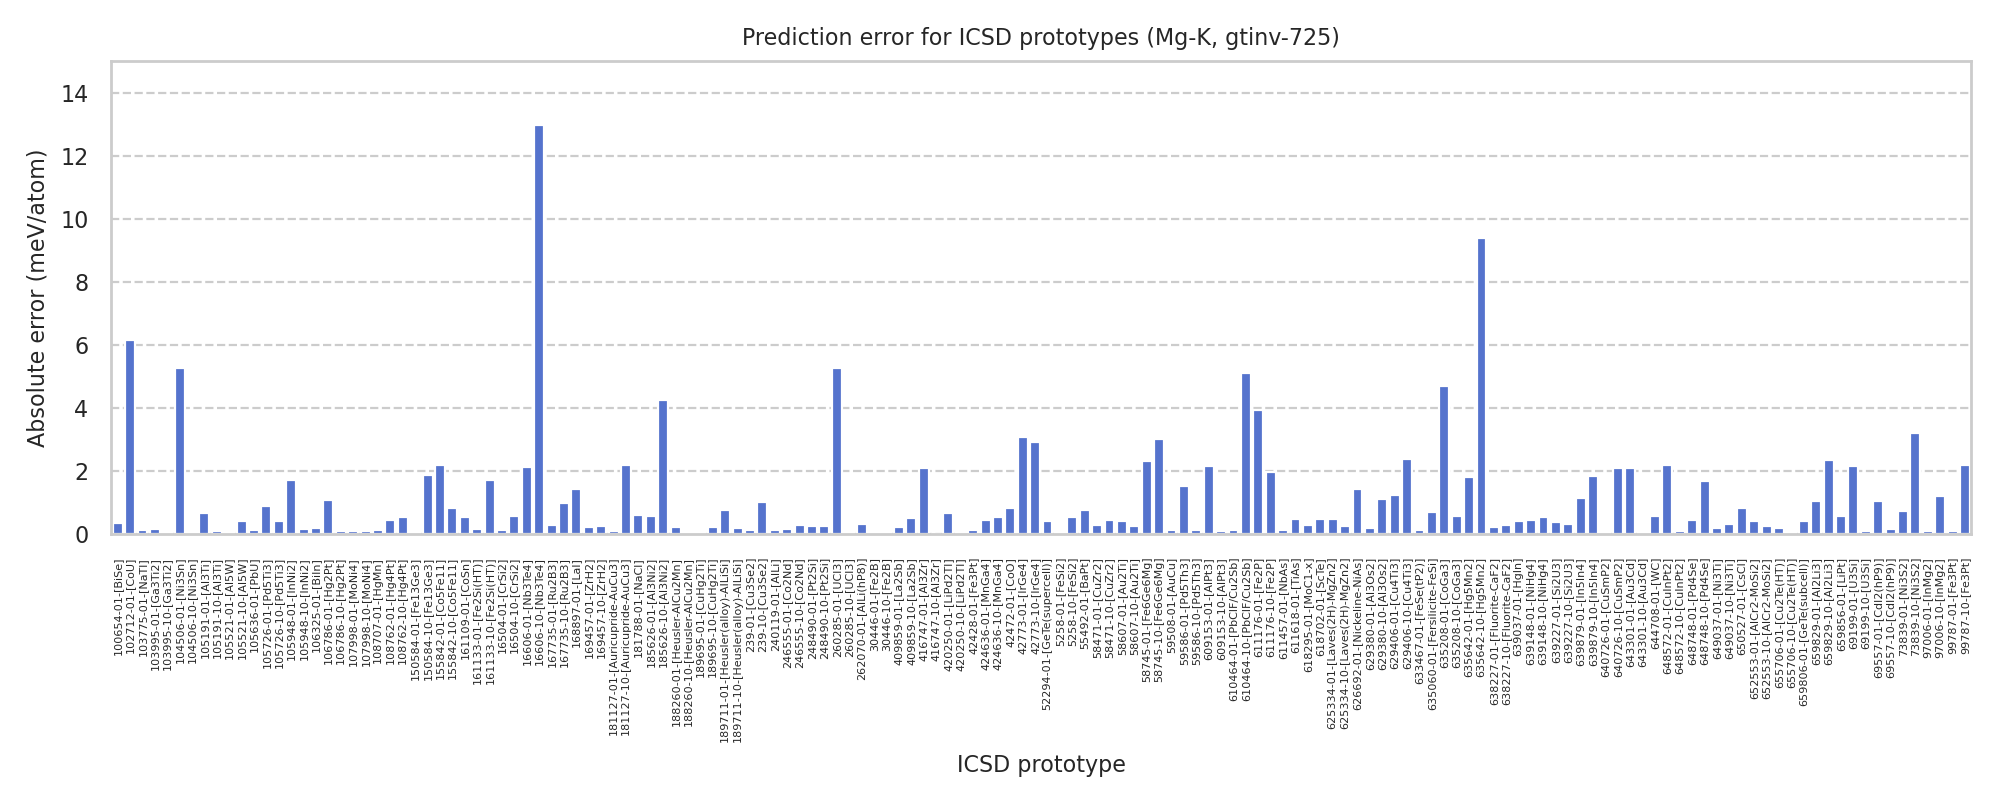 Prediction error for ICSD prototypes (Mg-K, gtinv-725)
Absolute error (meV/atom)
14
12
10
8
6
4
2
0
100654-01-[BiSe]
102712-01-[CoU]
103775-01-[NaTl]
103995-01-[Ga3Ti2]
103995-10-[Ga3Ti2]
104506-01-[Ni3Sn]
104506-10-[Ni3Sn]
105191-01-[Al3Ti]
105191-10-[Al3Ti]
105521-01-[Al5W]
105521-10-[Al5W]
105636-01-[PbU]
105726-01-[Pd5Ti3]
105726-10-[Pd5Ti3]
105948-01-[InNi2]
105948-10-[InNi2]
106325-01-[BiIn]
106786-01-[Hg2Pt]
106786-10-[Hg2Pt]
107998-01-[MoNi4]
107998-10-[MoNi4]
108707-01-[HgMn]
108762-01-[Hg4Pt]
108762-10-[Hg4Pt]
150584-01-[Fe13Ge3]
150584-10-[Fe13Ge3]
155842-01-[Co5Fe11]
155842-10-[Co5Fe11]
161109-01-[CoSn]
161133-01-[Fe2Si(HT)]
161133-10-[Fe2Si(HT)]
16504-01-[CrSi2]
16504-10-[CrSi2]
16606-01-[Nb3Te4]
16606-10-[Nb3Te4]
167735-01-[Ru2B3]
167735-10-[Ru2B3]
168897-01-[LaI]
169457-01-[ZrH2]
169457-10-[ZrH2]
181127-01-[Auricupride-AuCu3]
181127-10-[Auricupride-AuCu3]
181788-01-[NaCl]
185626-01-[Al3Ni2]
185626-10-[Al3Ni2]
188260-01-[Heusler-AlCu2Mn]
188260-10-[Heusler-AlCu2Mn]
189695-01-[CuHg2Ti]
189695-10-[CuHg2Ti]
189711-01-[Heusler(alloy)-AlLiSi]
189711-10-[Heusler(alloy)-AlLiSi]
239-01-[Cu3Se2]
239-10-[Cu3Se2]
240119-01-[AlLi]
246555-01-[Co2Nd]
246555-10-[Co2Nd]
248490-01-[Pt2Si]
248490-10-[Pt2Si]
260285-01-[UCl3]
260285-10-[UCl3]
262070-01-[AlLi(hP8)]
30446-01-[Fe2B]
30446-10-[Fe2B]
409859-01-[La2Sb]
409859-10-[La2Sb]
416747-01-[Al3Zr]
416747-10-[Al3Zr]
420250-01-[LiPd2Tl]
420250-10-[LiPd2Tl]
42428-01-[Fe3Pt]
424636-01-[MnGa4]
424636-10-[MnGa4]
42472-01-[CoO]
42773-01-[IrGe4]
42773-10-[IrGe4]
52294-01-[GeTe(supercell)]
5258-01-[FeSi2]
5258-10-[FeSi2]
55492-01-[BaPt]
58471-01-[CuZr2]
58471-10-[CuZr2]
58607-01-[Au2Ti]
58607-10-[Au2Ti]
58745-01-[Fe6Ge6Mg]
58745-10-[Fe6Ge6Mg]
59508-01-[AuCu]
59586-01-[Pd5Th3]
59586-10-[Pd5Th3]
609153-01-[AlPt3]
609153-10-[AlPt3]
610464-01-[PbClF/Cu2Sb]
610464-10-[PbClF/Cu2Sb]
611176-01-[Fe2P]
611176-10-[Fe2P]
611457-01-[NbAs]
611618-01-[TiAs]
618295-01-[MoC1-x]
618702-01-[ScTe]
625334-01-[Laves(2H)-MgZn2]
625334-10-[Laves(2H)-MgZn2]
626692-01-[Nickeline-NiAs]
629380-01-[Al3Os2]
629380-10-[Al3Os2]
629406-01-[Cu4Ti3]
629406-10-[Cu4Ti3]
633467-01-[FeSe(tP2)]
635060-01-[Fersilicite-FeSi]
635208-01-[CoGa3]
635208-10-[CoGa3]
635642-01-[Hg5Mn2]
635642-10-[Hg5Mn2]
638227-01-[Fluorite-CaF2]
638227-10-[Fluorite-CaF2]
639037-01-[HgIn]
639148-01-[NiHg4]
639148-10-[NiHg4]
639227-01-[Si2U3]
639227-10-[Si2U3]
639879-01-[In5In4]
639879-10-[In5In4]
640726-01-[CuSmP2]
640726-10-[CuSmP2]
643301-01-[Au3Cd]
643301-10-[Au3Cd]
644708-01-[WC]
648572-01-[CuInPt2]
648572-10-[CuInPt2]
648748-01-[Pd4Se]
648748-10-[Pd4Se]
649037-01-[Ni3Ti]
649037-10-[Ni3Ti]
650527-01-[CsCl]
652553-01-[AlCr2-MoSi2]
652553-10-[AlCr2-MoSi2]
655706-01-[Cu2Te(HT)]
655706-10-[Cu2Te(HT)]
659806-01-[GeTe(subcell)]
659829-01-[Al2Li3]
659829-10-[Al2Li3]
659856-01-[LiPt]
69199-01-[U3Si]
69199-10-[U3Si]
69557-01-[CdI2(hP9)]
69557-10-[CdI2(hP9)]
73839-01-[Ni3S2]
73839-10-[Ni3S2]
97006-01-[InMg2]
97006-10-[InMg2]
99787-01-[Fe3Pt]
99787-10-[Fe3Pt]
ICSD prototype